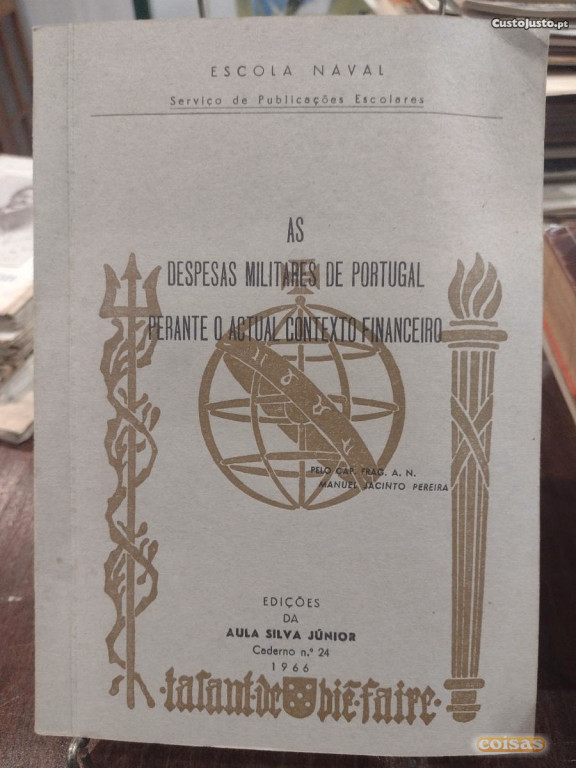 CustoJusto.pt
ESCOLA NAVAL
Serviço de Publicações Escolares
AS
DESPESAS MILITARES DE PORTUGAL
PERANTE O ACTUAL CONTEXTO FINANCEIRO
PELO CAP. FRAG. A. N.
MANUEL JACINTO PEREIRA
EDIÇÕES
DA
AULA SILVA JÚNIOR
Caderno n.º 24
1966
·talant·de biē·faire·
coisas